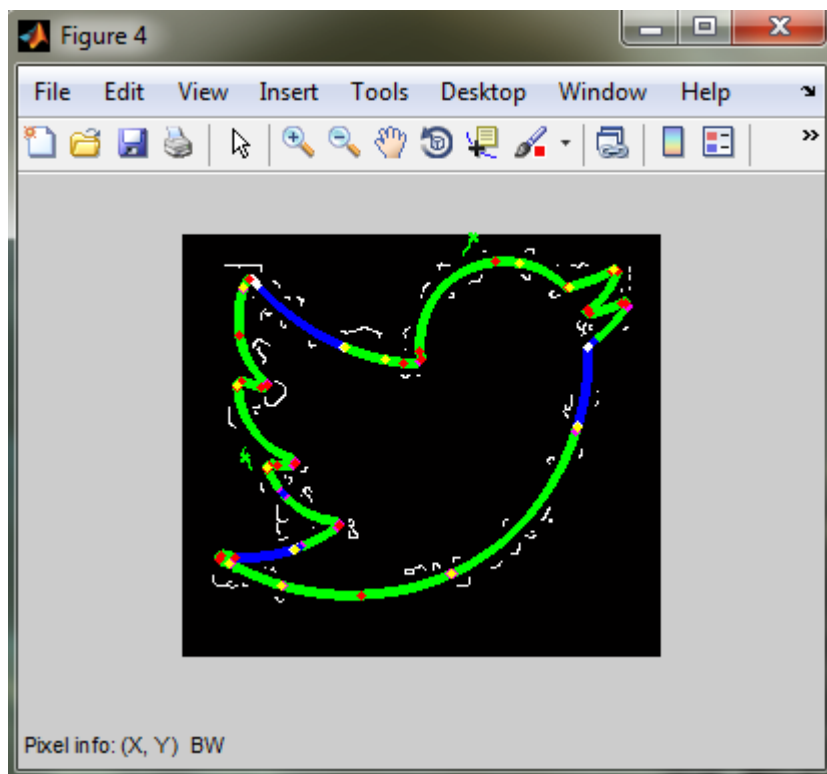 Figure 4
File Edit View Insert Tools Desktop Window Help
Pixel info: (X, Y) BW